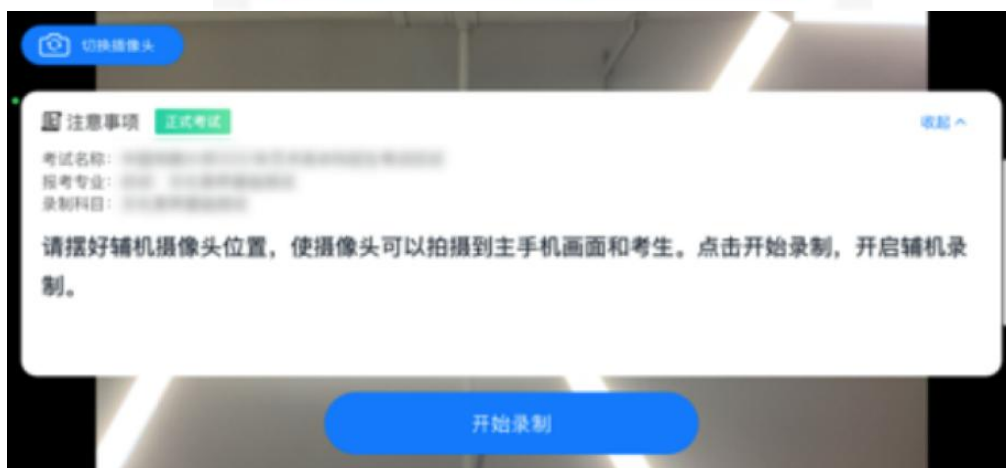 切换摄像头
注意事项 正式考试 收起
考试名称:
报考专业:
录制科目:
请摆好辅机摄像头位置，使摄像头可以拍摄到主手机画面和考生。点击开始录制，开启辅机录
制。
开始录制